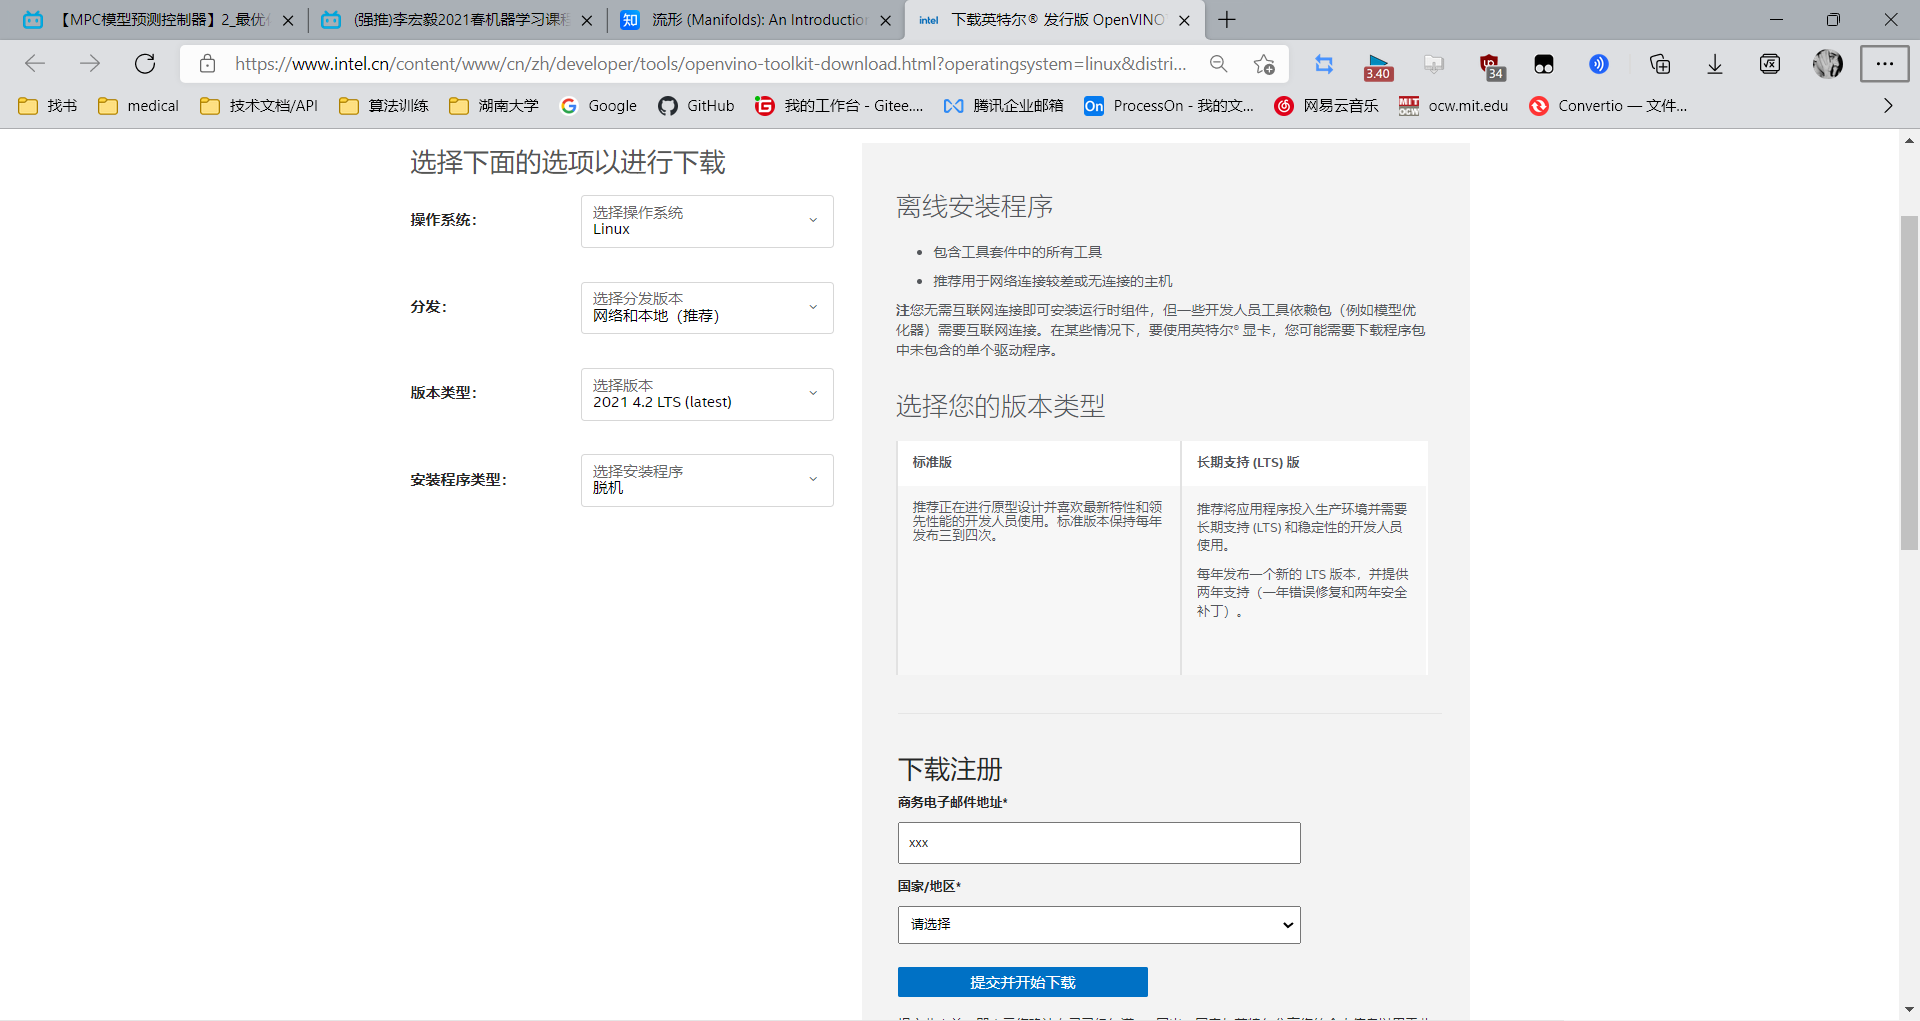 【MPC模型预测控制器】2_最优
(强推)李宏毅2021春机器学习课程
知 流形 (Manifolds): An Introduction
intel 下载英特尔® 发行版 OpenVINO
https://www.intel.cn/content/www/cn/zh/developer/tools/openvino-toolkit-download.html?operatingsystem=linux&distri...
3.40
34
找书
medical
技术文档/API
算法训练
湖南大学
Google
GitHub
我的工作台 - Gitee....
腾讯企业邮箱
On ProcessOn - 我的文...
网易云音乐
MIT OCW ocw.mit.edu
Convertio — 文件...
选择下面的选项以进行下载
操作系统：
选择操作系统
Linux
分发：
选择分发版本
网络和本地（推荐）
版本类型：
选择版本
2021 4.2 LTS (latest)
安装程序类型：
选择安装程序
脱机
离线安装程序
• 包含工具套件中的所有工具
• 推荐用于网络连接较差或无连接的主机
注您无需互联网连接即可安装运行时组件，但一些开发人员工具依赖包（例如模型优
化器）需要互联网连接。在某些情况下，要使用英特尔® 显卡，您可能需要下载程序包
中未包含的单个驱动程序。
选择您的版本类型
标准版
推荐正在进行原型设计并喜欢最新特性和领
先性能的开发人员使用。标准版本保持每年
发布三到四次。
长期支持 (LTS) 版
推荐将应用程序投入生产环境并需要
长期支持 (LTS) 和稳定性的开发人员
使用。
每年发布一个新的 LTS 版本，并提供
两年支持（一年错误修复和两年安全
补丁）。
下载注册
商务电子邮件地址*
xxx
国家/地区*
请选择
提交并开始下载